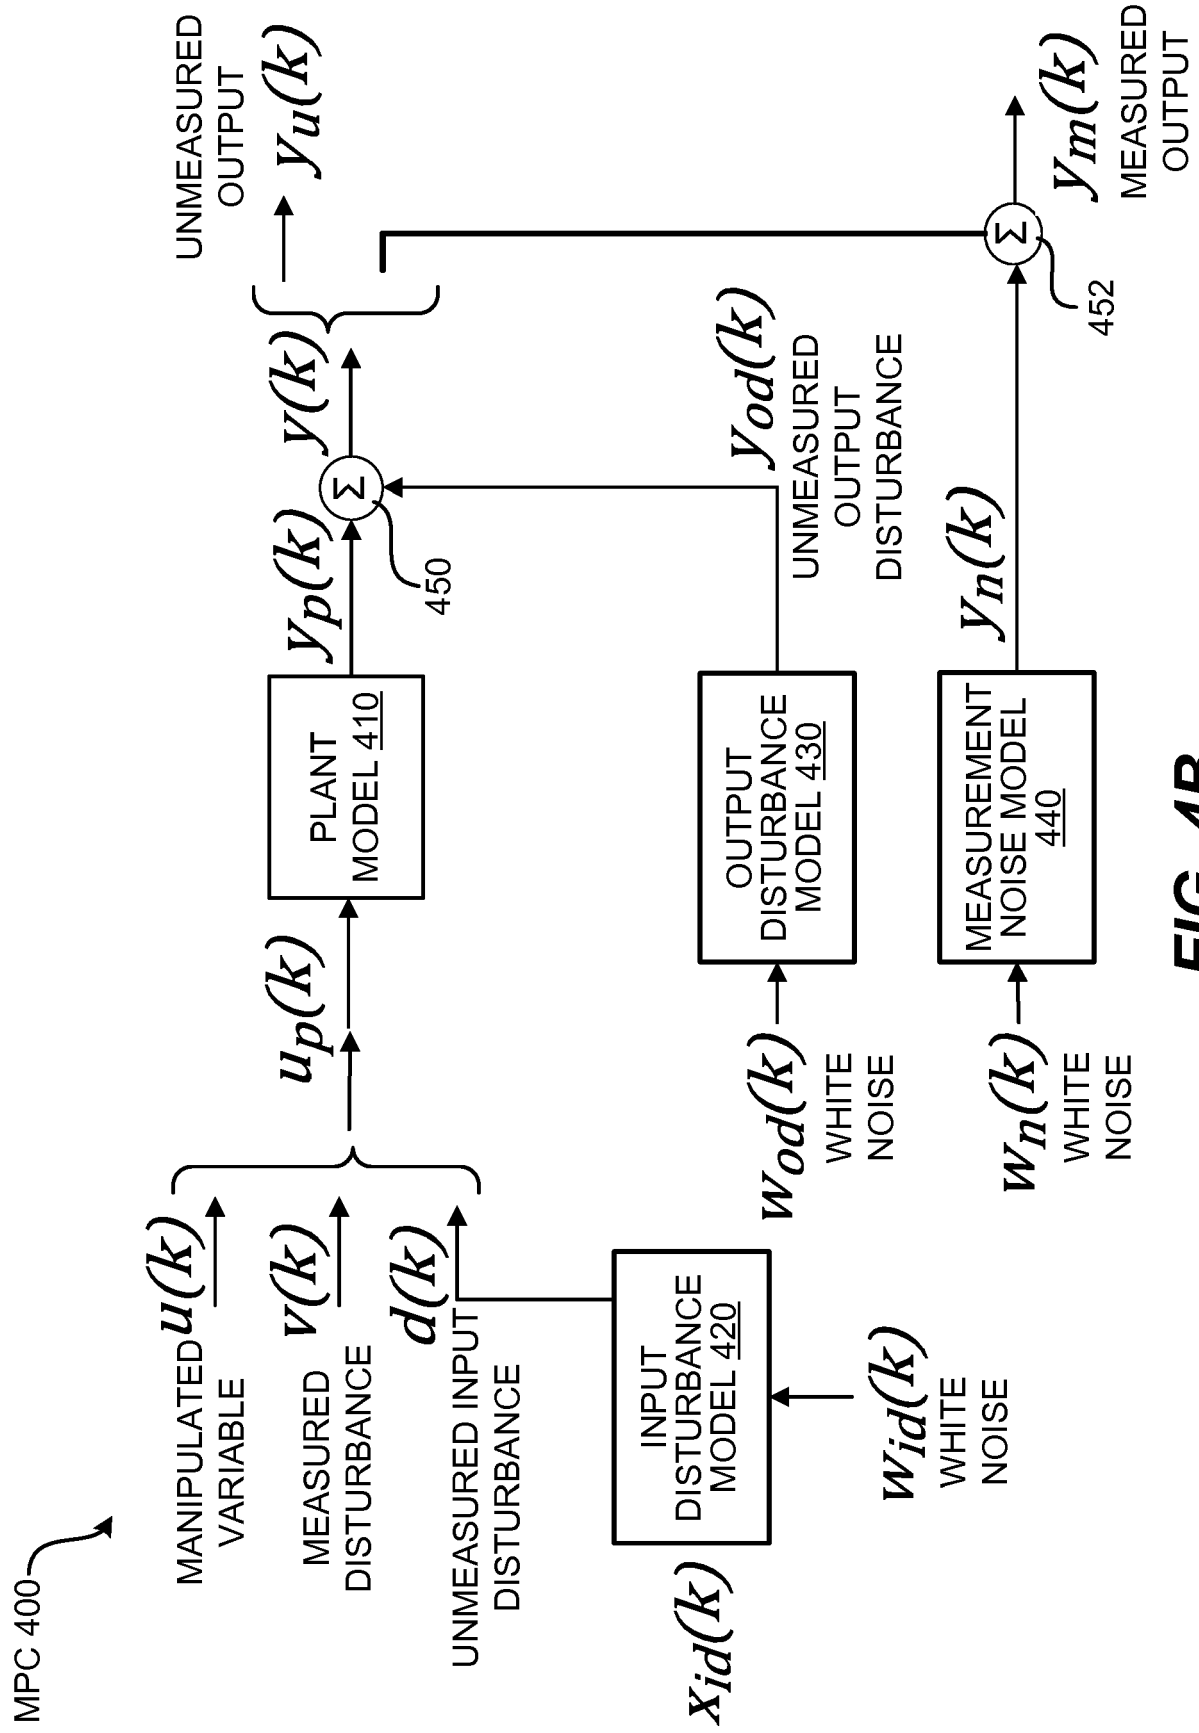 MPC 400
MANIPULATED
VARIABLE
u(k)
MEASURED
DISTURBANCE
v(k)
UNMEASURED INPUT
DISTURBANCE
d(k)
x_id(k)
INPUT
DISTURBANCE
MODEL 420
w_id(k)
WHITE
NOISE
u_p(k)
PLANT
MODEL 410
y_p(k)
Σ
450
y(k)
UNMEASURED
OUTPUT
y_u(k)
w_od(k)
WHITE
NOISE
OUTPUT
DISTURBANCE
MODEL 430
y_od(k)
UNMEASURED
OUTPUT
DISTURBANCE
w_n(k)
WHITE
NOISE
MEASUREMENT
NOISE MODEL
440
y_n(k)
Σ
452
y_m(k)
MEASURED
OUTPUT
FIG. 4B